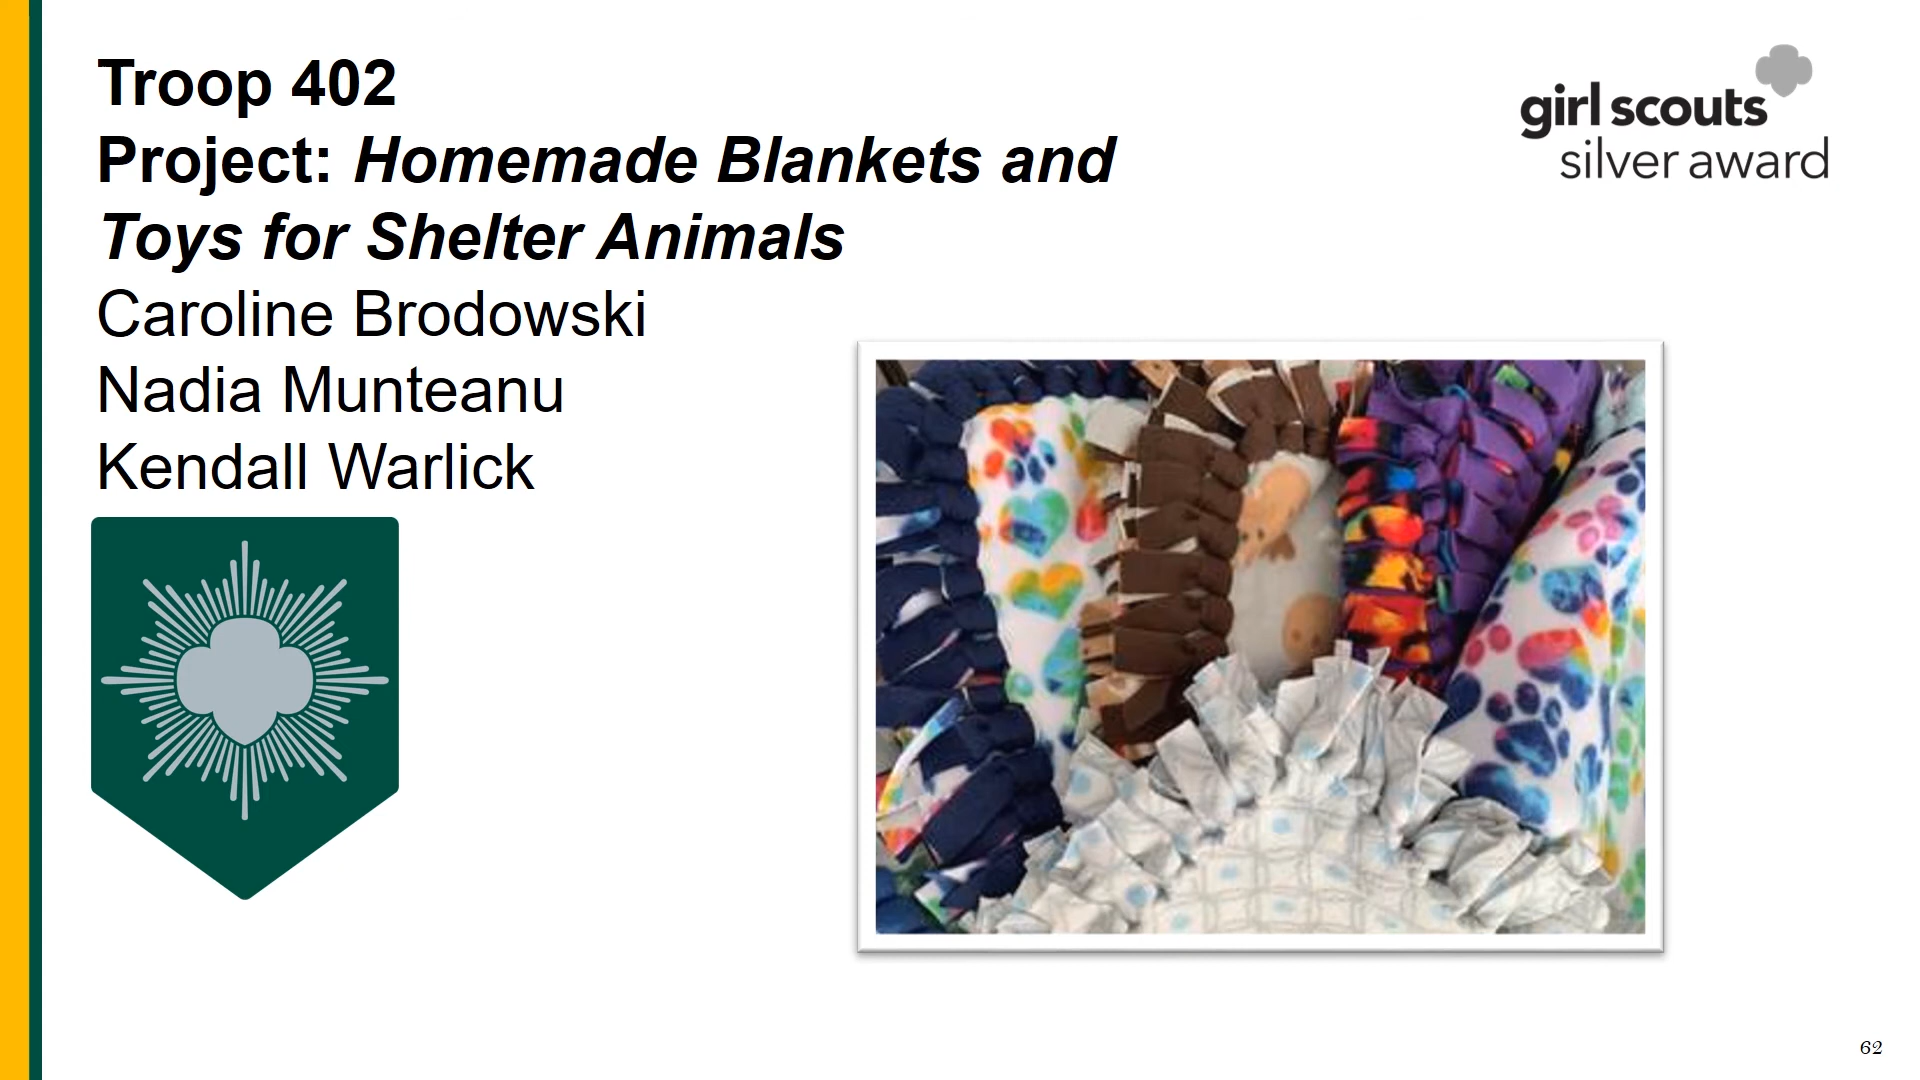 Troop 402
Project: Homemade Blankets and
Toys for Shelter Animals
Caroline Brodowski
Nadia Munteanu
Kendall Warlick
girl scouts
silver award
62